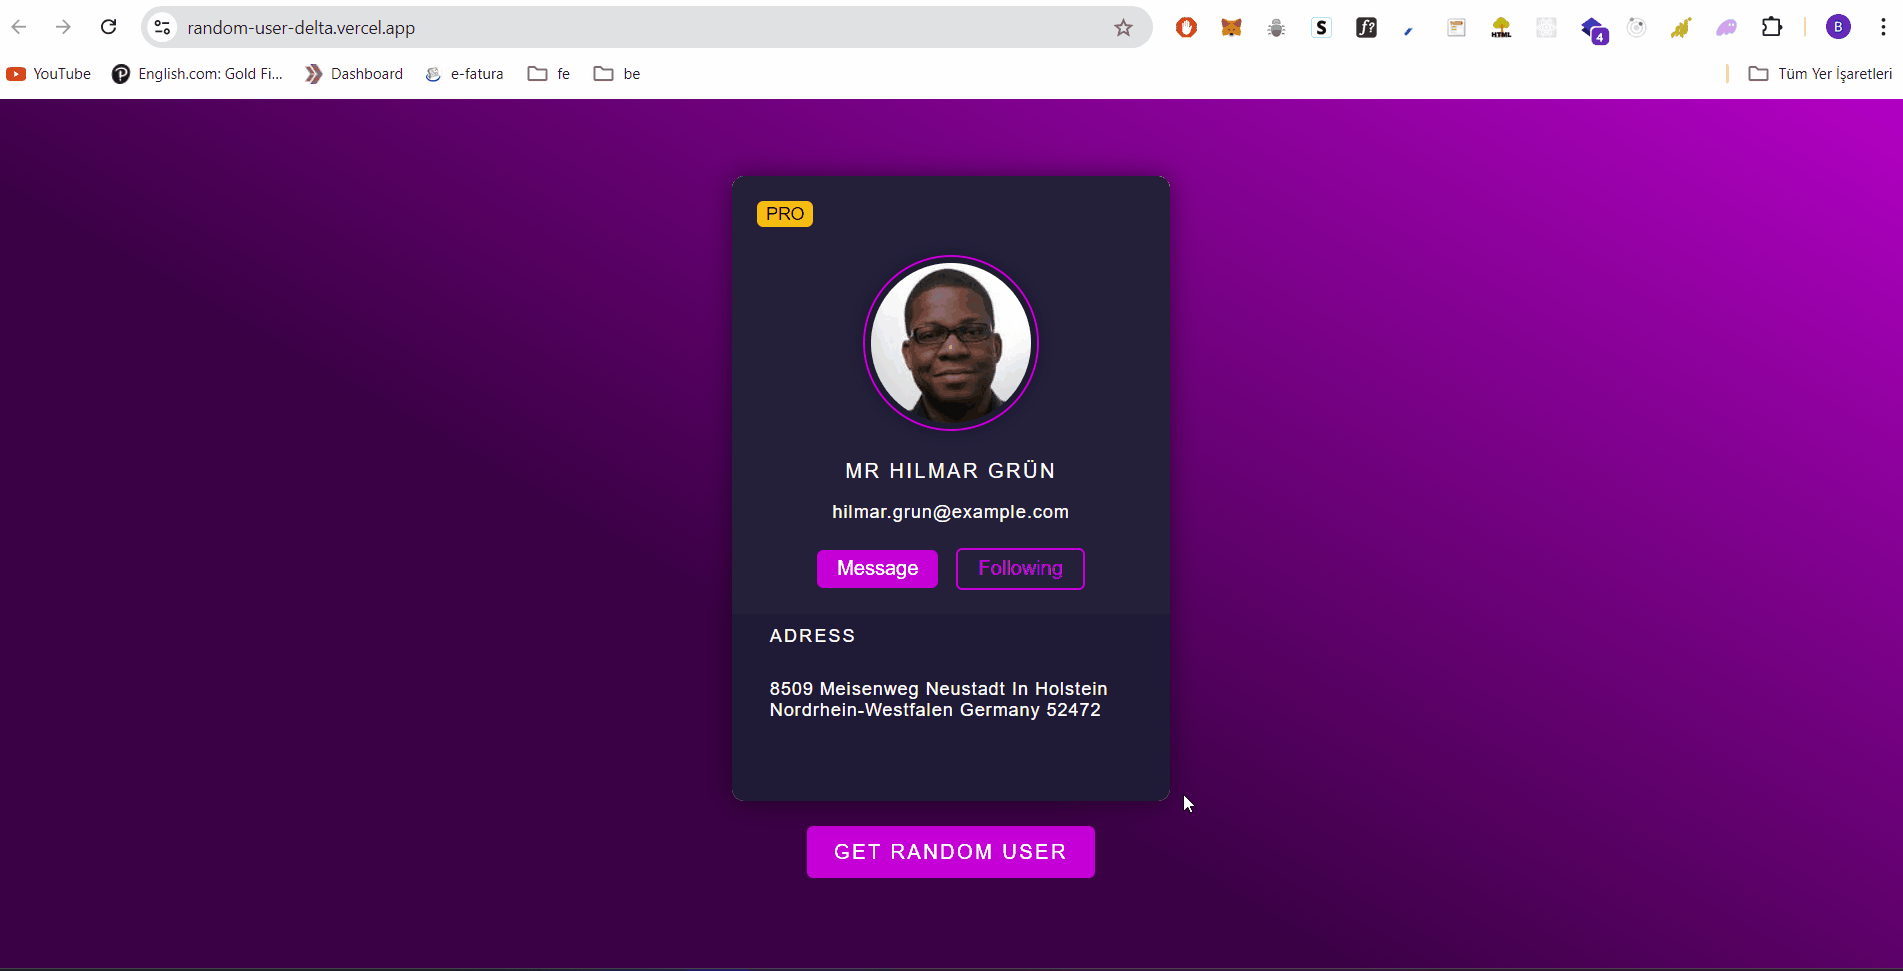 random-user-delta.vercel.app
S
f?
HTML
4
B
YouTube
English.com: Gold Fi...
Dashboard
e-fatura
fe
be
Tüm Yer İşaretleri
PRO
MR HILMAR GRÜN
hilmar.grun@example.com
Message
Following
ADRESS
8509 Meisenweg Neustadt In Holstein
Nordrhein-Westfalen Germany 52472
GET RANDOM USER